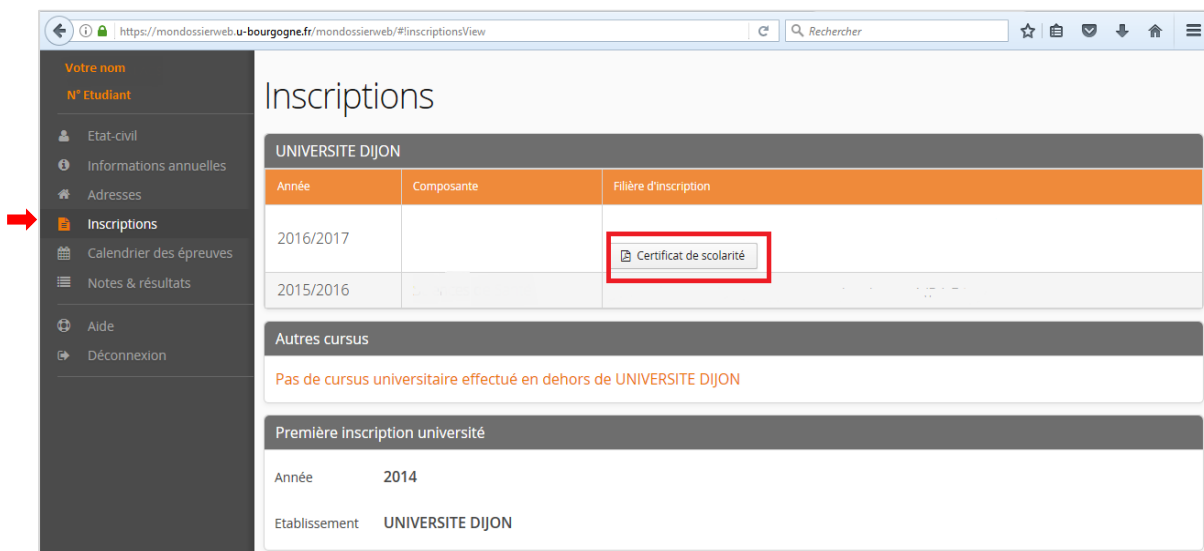 https://mondossierweb.u-bourgogne.fr/mondossierweb/#!inscriptionsView
Rechercher
Votre nom
N° Etudiant
Etat-civil
Informations annuelles
Adresses
Inscriptions
Calendrier des épreuves
Notes & résultats
Aide
Déconnexion
Inscriptions
UNIVERSITE DIJON
Année Composante Filière d'inscription
2016/2017
Certificat de scolarité
2015/2016
Autres cursus
Pas de cursus universitaire effectué en dehors de UNIVERSITE DIJON
Première inscription université
Année 2014
Etablissement UNIVERSITE DIJON